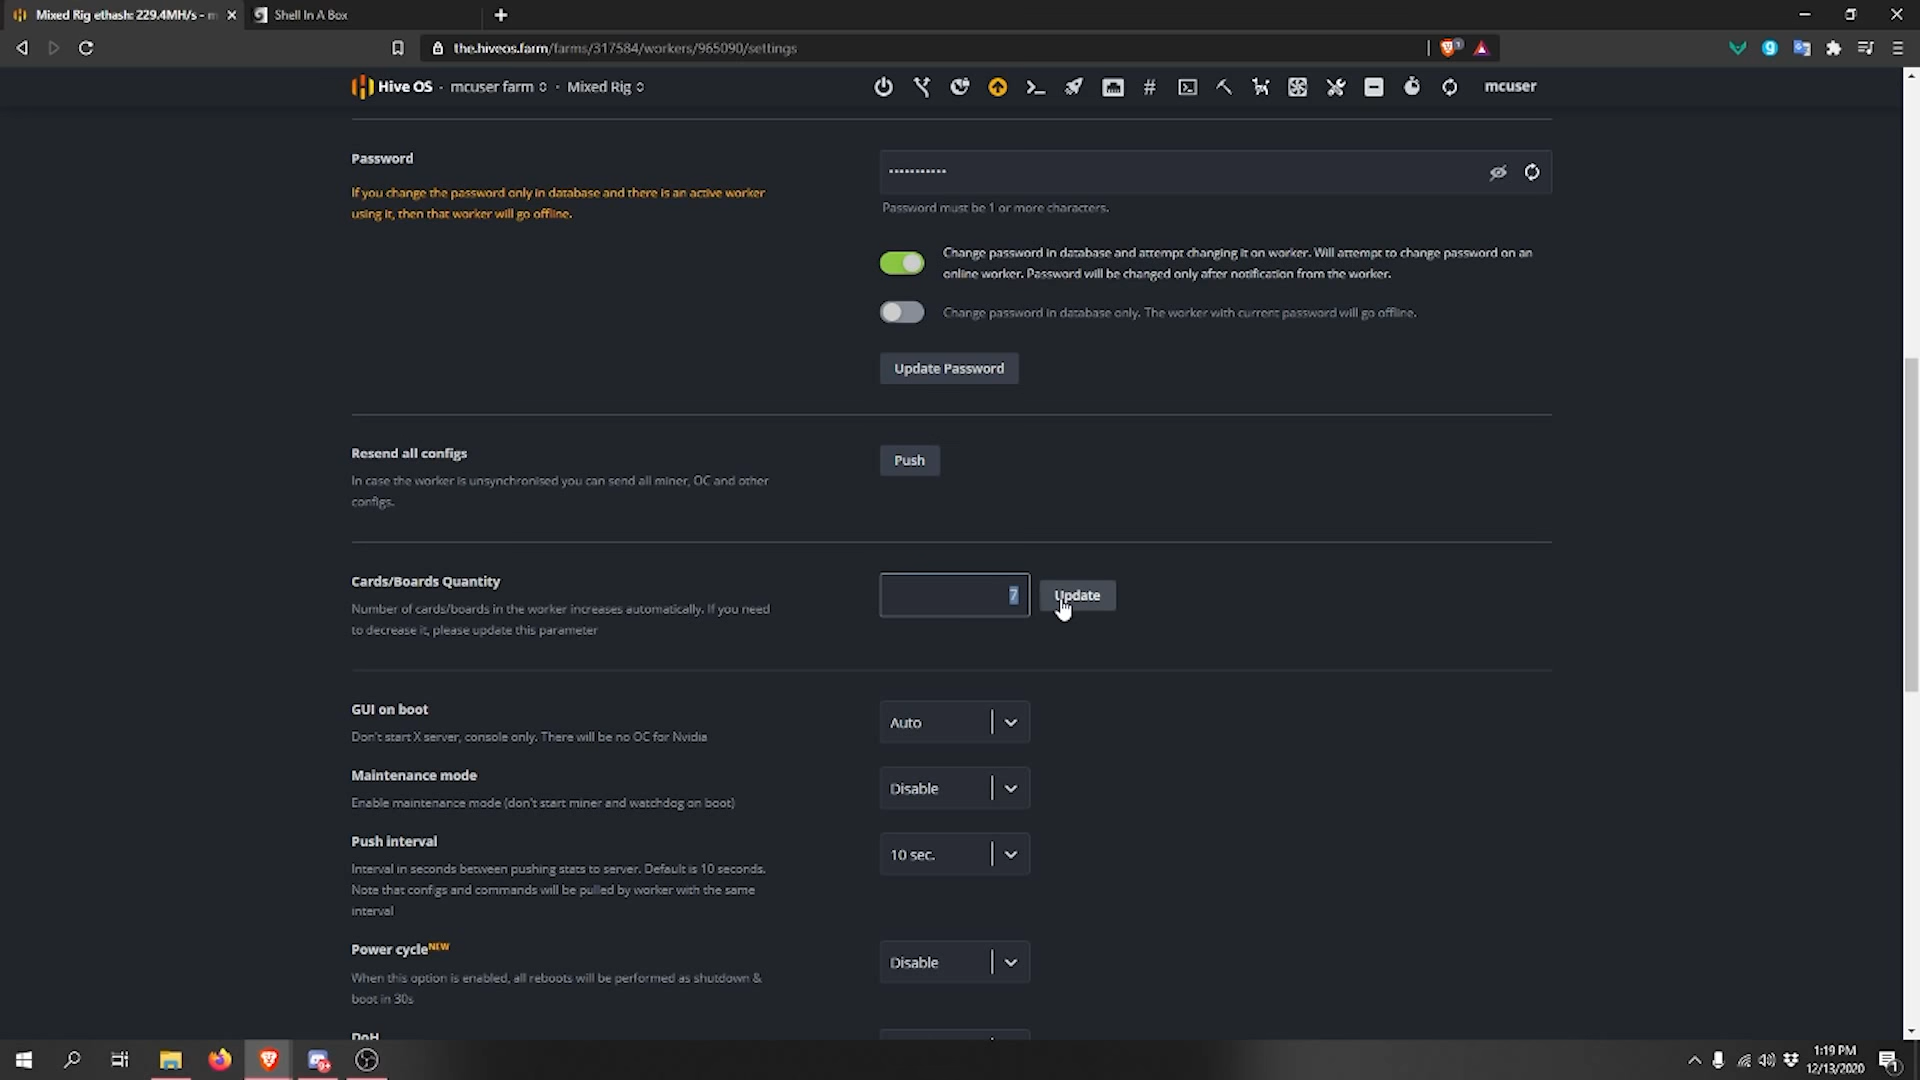 Mixed Rig ethash: 229.4MH/s - m
Shell In A Box
the.hiveos.farm/farms/317584/workers/965090/settings
Hive OS · mcuser farm · Mixed Rig
mcuser
Password
If you change the password only in database and there is an active worker
using it, then that worker will go offline.
•••••••••••
Password must be 1 or more characters.
Change password in database and attempt changing it on worker. Will attempt to change password on an
online worker. Password will be changed only after notification from the worker.
Change password in database only. The worker with current password will go offline.
Update Password
Resend all configs
In case the worker is unsynchronised you can send all miner, OC and other
configs.
Push
Cards/Boards Quantity
Number of cards/boards in the worker increases automatically. If you need
to decrease it, please update this parameter
7
Update
GUI on boot
Don't start X server, console only. There will be no OC for Nvidia
Auto
Maintenance mode
Enable maintenance mode (don't start miner and watchdog on boot)
Disable
Push interval
Interval in seconds between pushing stats to server. Default is 10 seconds.
Note that configs and commands will be pulled by worker with the same
interval
10 sec.
Power cycle NEW
When this option is enabled, all reboots will be performed as shutdown &
boot in 30s
Disable
DoH
1:19 PM
12/13/2020